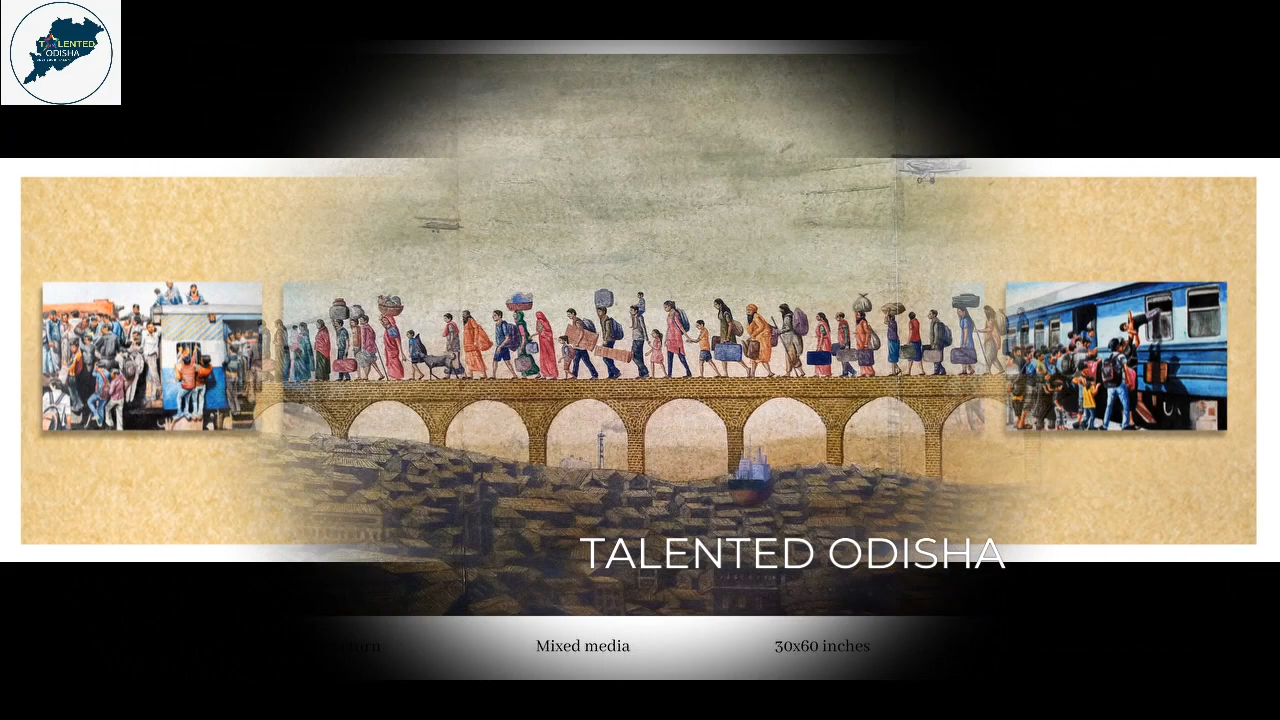 TALENTED
ODISHA
TALENTED ODISHA
Mixed media
30x60 inches